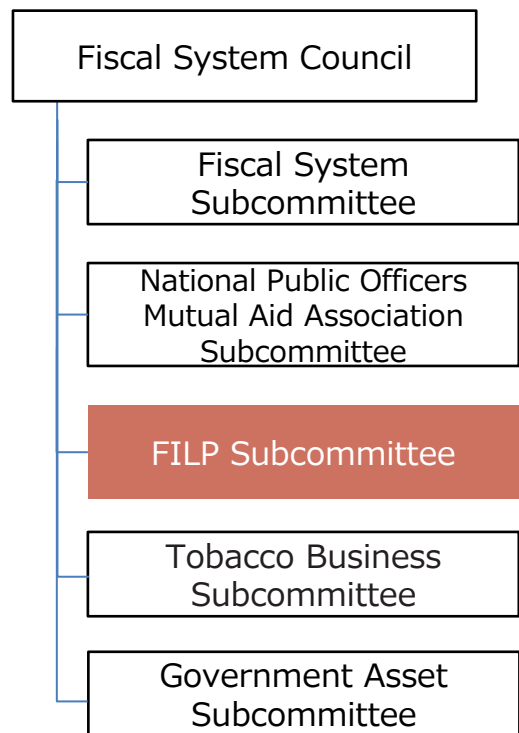 Fiscal System Council
Fiscal System
Subcommittee
National Public Officers
Mutual Aid Association
Subcommittee
FILP Subcommittee
Tobacco Business
Subcommittee
Government Asset
Subcommittee